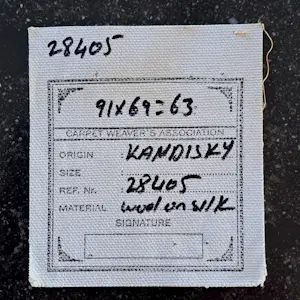 28405
91x69=63
CARPET WEAVER'S ASSOCIATION
ORIGIN : KANDISKY
SIZE :
REF. Nr. : 28405
MATERIAL : wool on silk
SIGNATURE